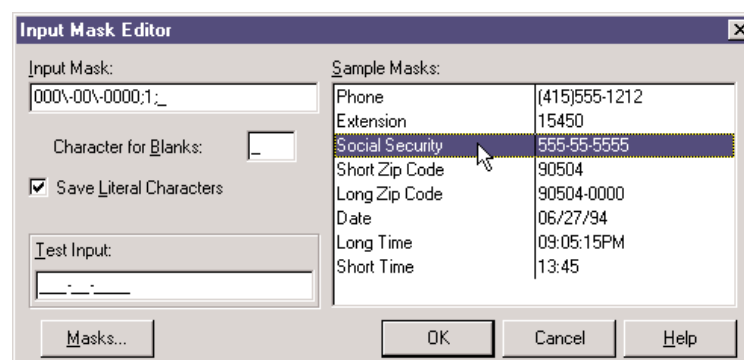 Input Mask Editor
Input Mask:
000\-00\-0000;1;_
Character for Blanks: _
Save Literal Characters
Test Input:
___-__-____
Masks...
Sample Masks:
Phone (415)555-1212
Extension 15450
Social Security 555-55-5555
Short Zip Code 90504
Long Zip Code 90504-0000
Date 06/27/94
Long Time 09:05:15PM
Short Time 13:45
OK Cancel Help